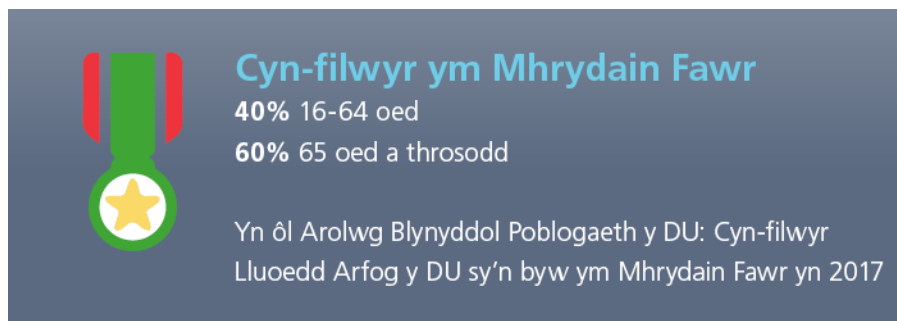 Cyn-filwyr ym Mhrydain Fawr
40% 16-64 oed
60% 65 oed a throsodd
Yn ôl Arolwg Blynyddol Poblogaeth y DU: Cyn-filwyr
Lluoedd Arfog y DU sy’n byw ym Mhrydain Fawr yn 2017